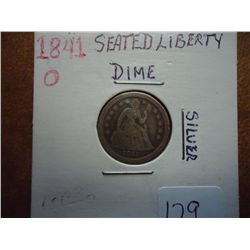 1841 SEATED LIBERTY
O DIME
SILVER
179